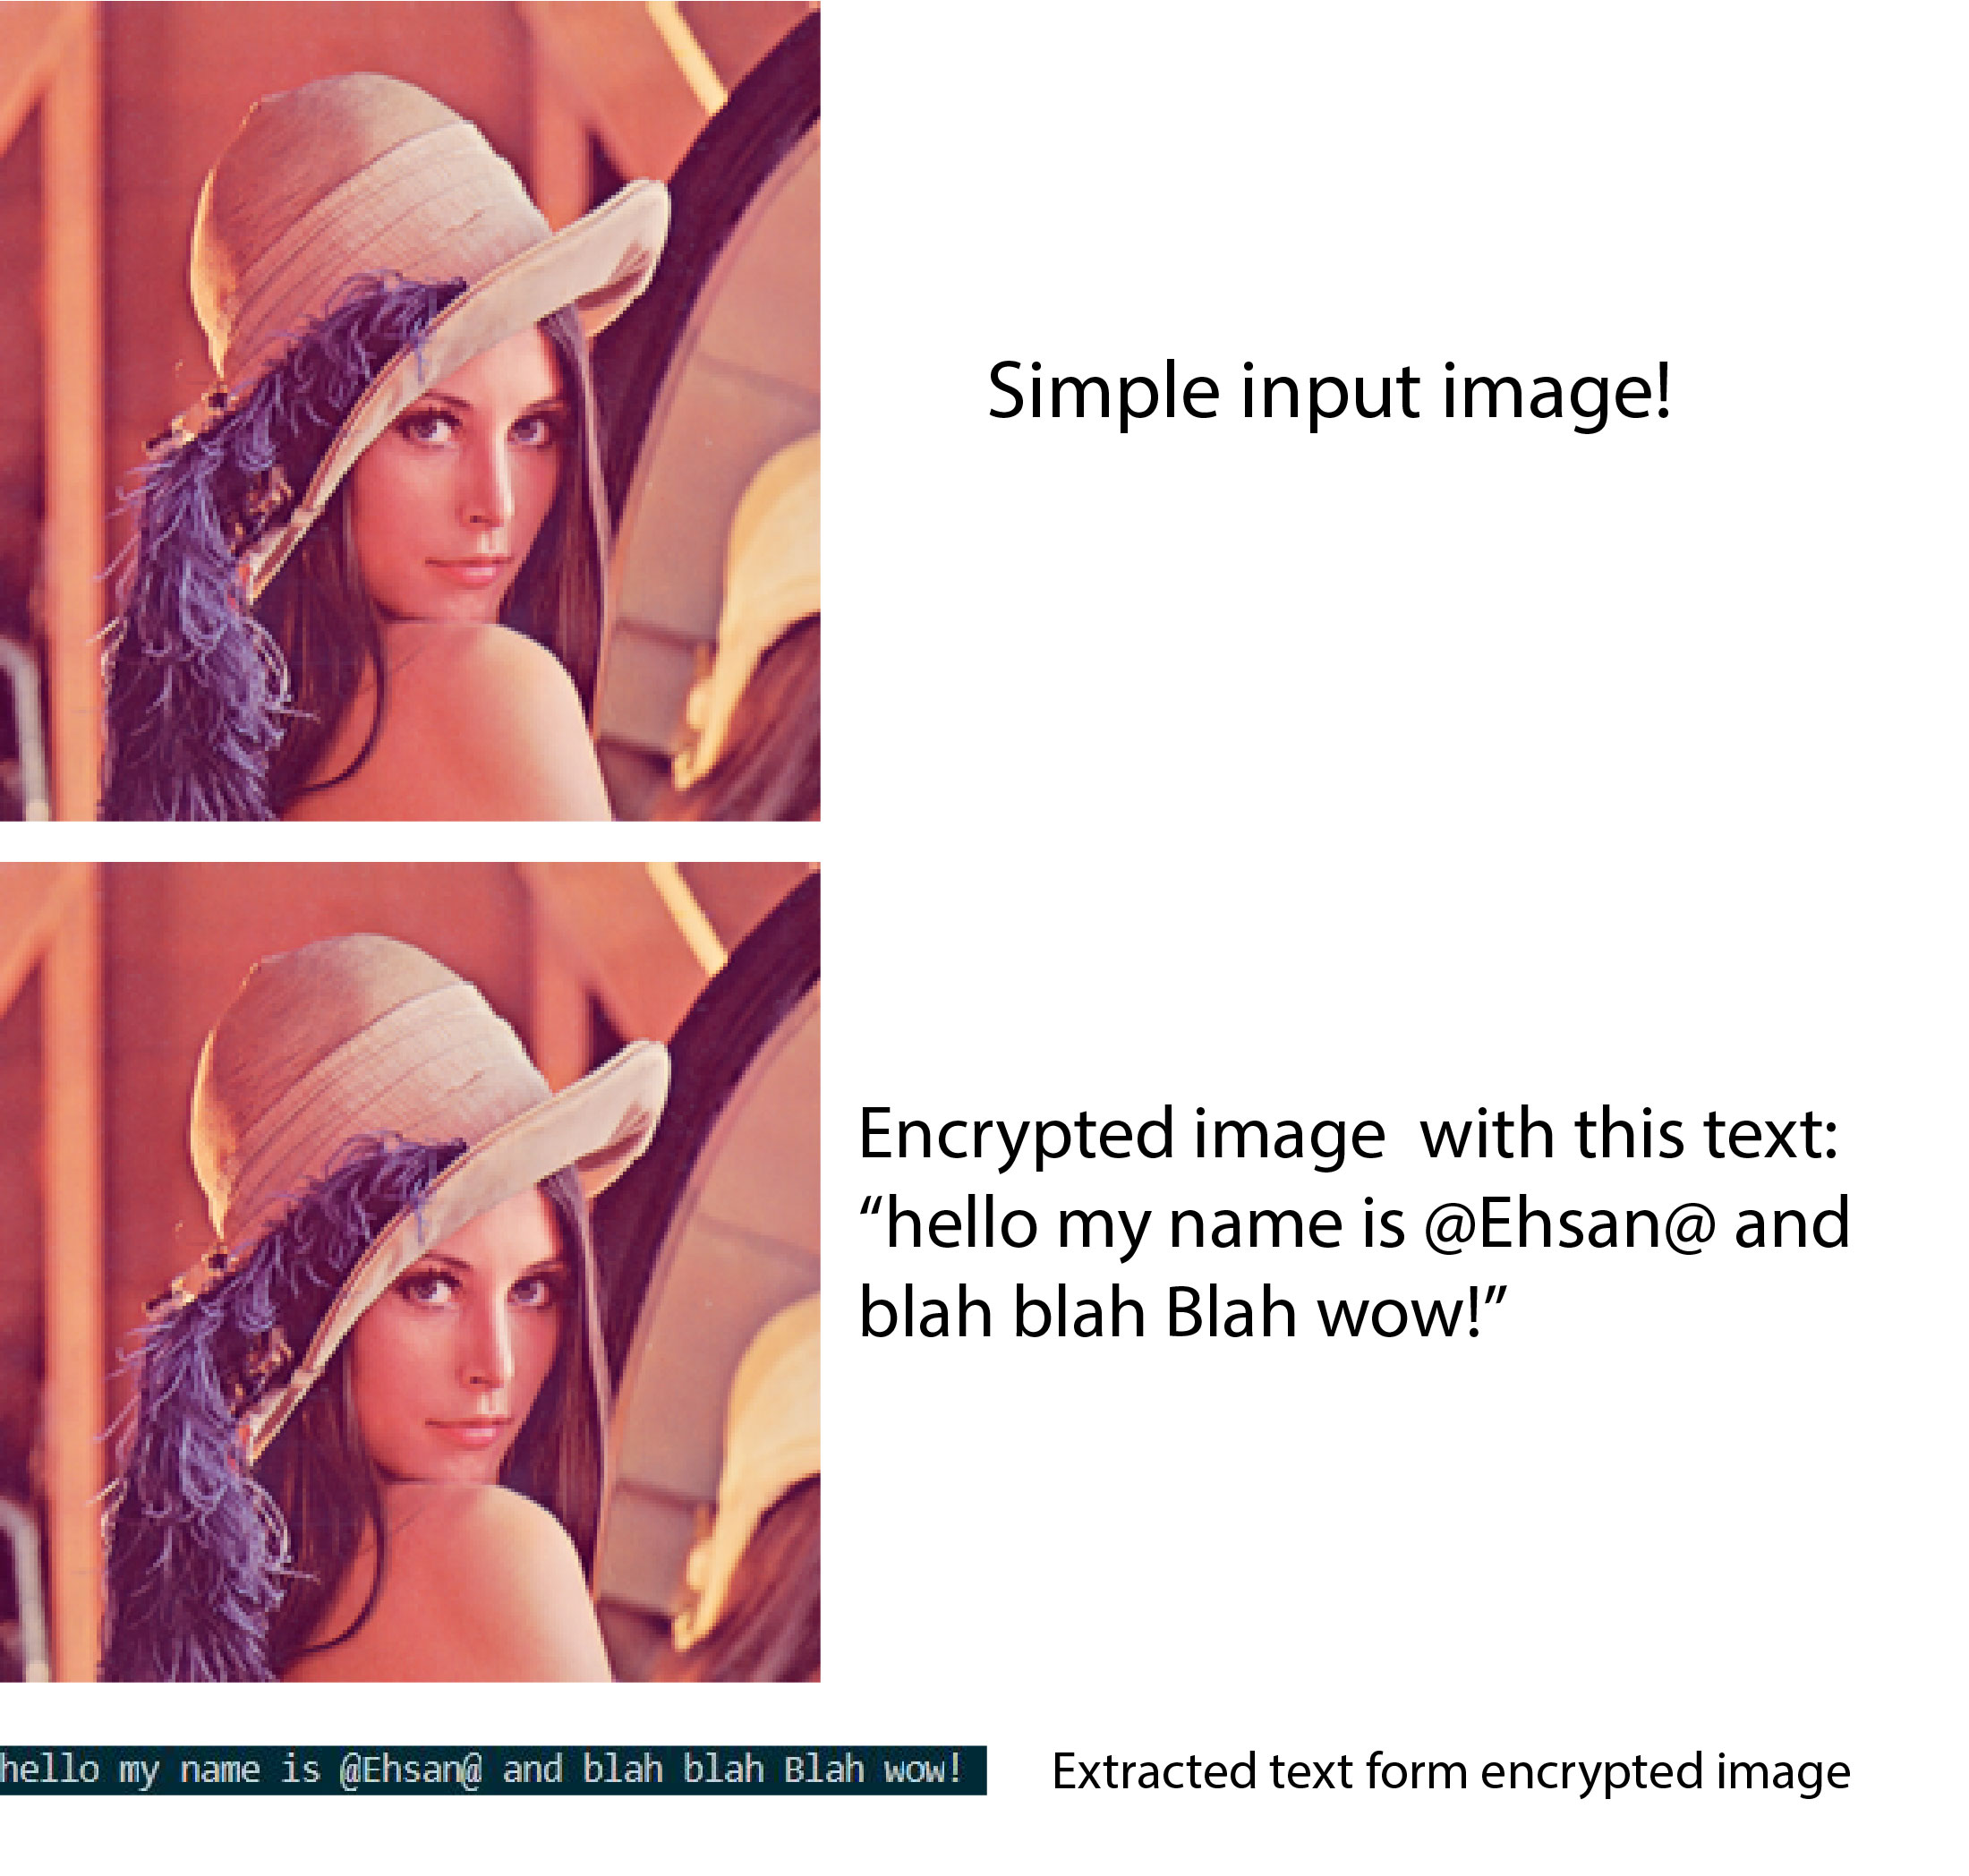 Simple input image!
Encrypted image  with this text:
“hello my name is @Ehsan@ and
blah blah Blah wow!”
hello my name is @Ehsan@ and blah blah Blah wow!
Extracted text form encrypted image